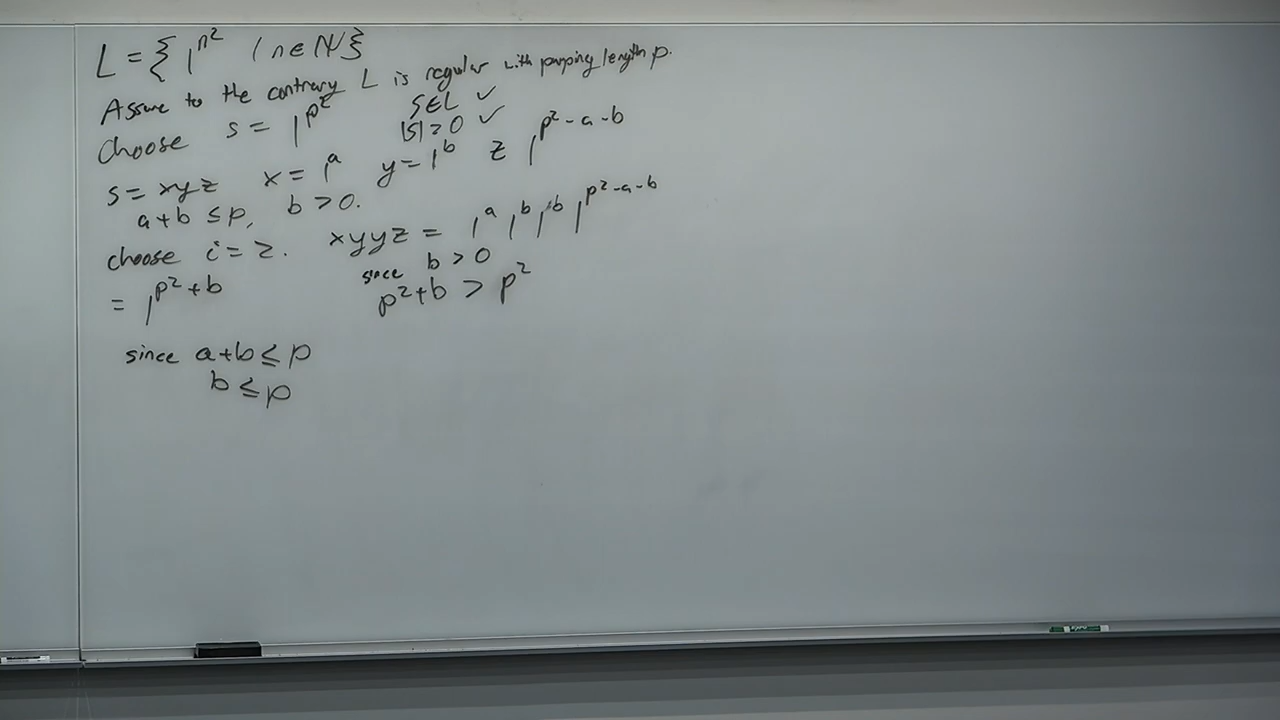 L = { 1^n² | n ∈ ℕ }
Assume to the contrary L is regular with pumping length p.
Choose s = 1^p² s ∈ L ✓
|s| > 0 ✓
s = xyz x = 1^a y = 1^b z 1^p²-a-b
a+b ≤ p, b > 0.
choose i = 2. xyyz = 1^a 1^b 1^b 1^p²-a-b
= 1^p²+b since b > 0
p²+b > p²
since a+b ≤ p
b ≤ p